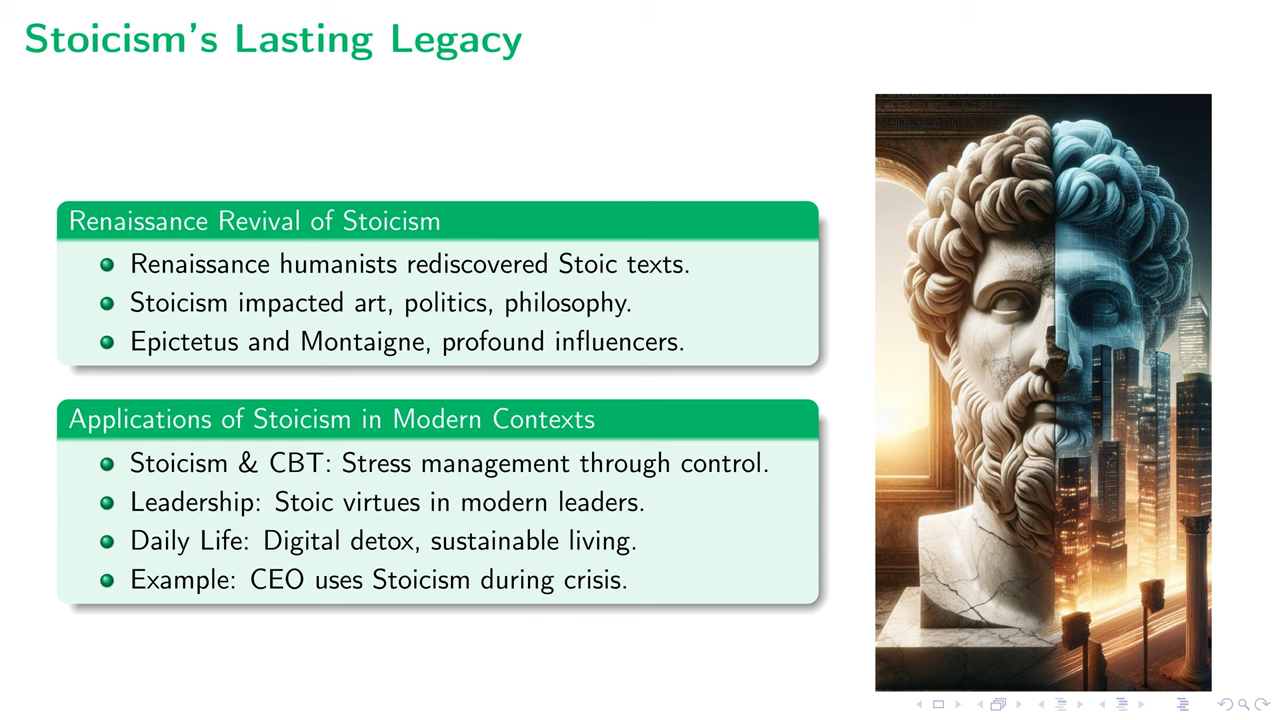 Stoicism's Lasting Legacy
Renaissance Revival of Stoicism
Renaissance humanists rediscovered Stoic texts.
Stoicism impacted art, politics, philosophy.
Epictetus and Montaigne, profound influencers.
Applications of Stoicism in Modern Contexts
Stoicism & CBT: Stress management through control.
Leadership: Stoic virtues in modern leaders.
Daily Life: Digital detox, sustainable living.
Example: CEO uses Stoicism during crisis.